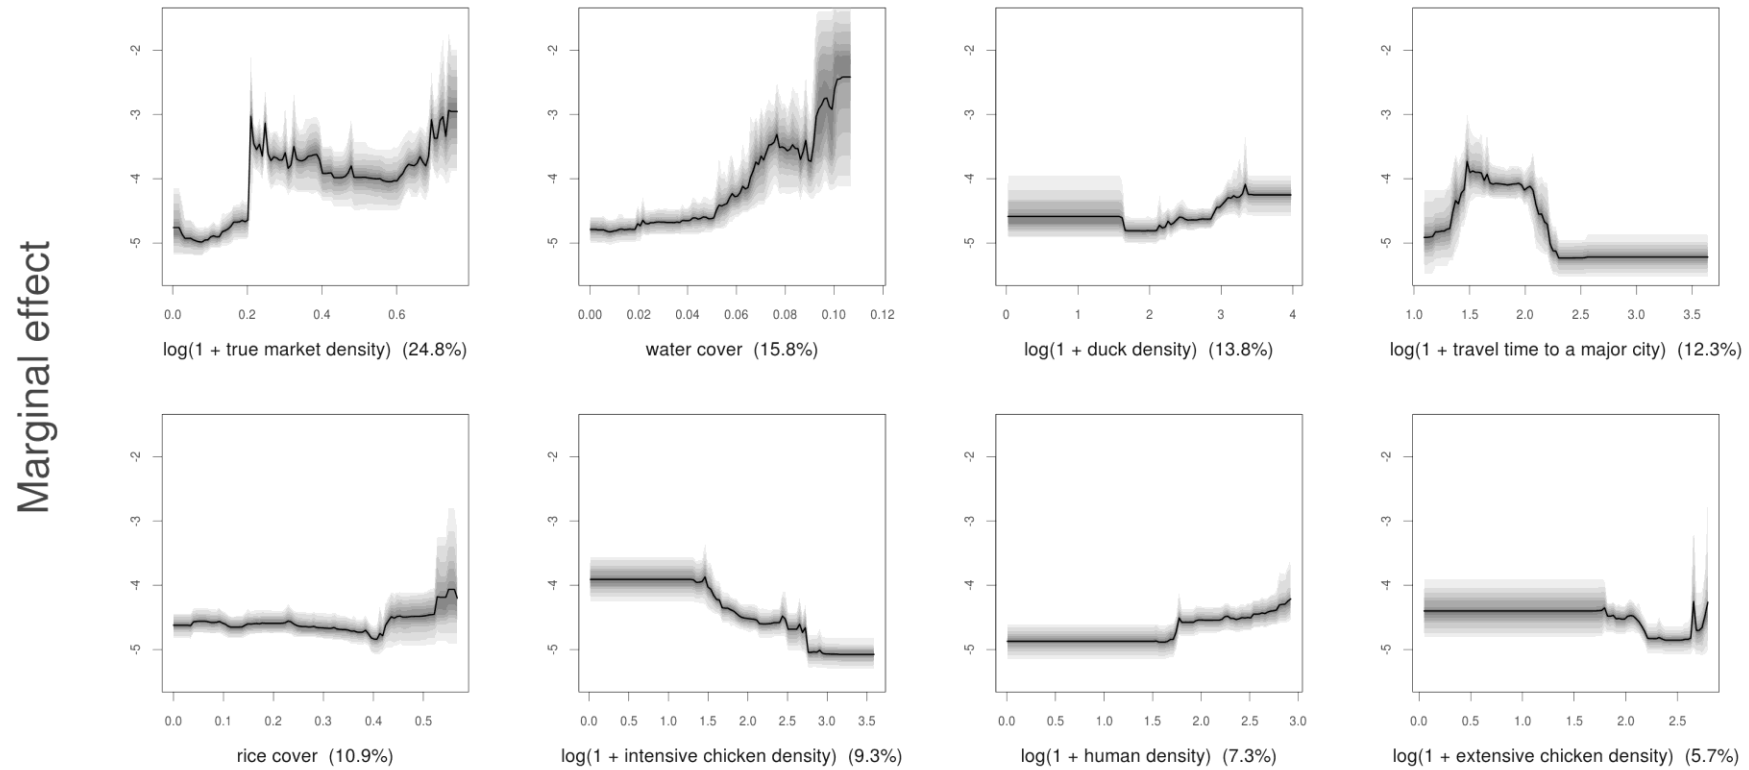 Marginal effect
-2
-3
-4
-5
0.0 0.2 0.4 0.6
log(1 + true market density) (24.8%)
-2
-3
-4
-5
0.00 0.02 0.04 0.06 0.08 0.10 0.12
water cover (15.8%)
-2
-3
-4
-5
0 1 2 3 4
log(1 + duck density) (13.8%)
-2
-3
-4
-5
1.0 1.5 2.0 2.5 3.0 3.5
log(1 + travel time to a major city) (12.3%)
-2
-3
-4
-5
0.0 0.1 0.2 0.3 0.4 0.5
rice cover (10.9%)
-2
-3
-4
-5
0.0 0.5 1.0 1.5 2.0 2.5 3.0 3.5
log(1 + intensive chicken density) (9.3%)
-2
-3
-4
-5
0.0 0.5 1.0 1.5 2.0 2.5 3.0
log(1 + human density) (7.3%)
-2
-3
-4
-5
0.0 0.5 1.0 1.5 2.0 2.5
log(1 + extensive chicken density) (5.7%)